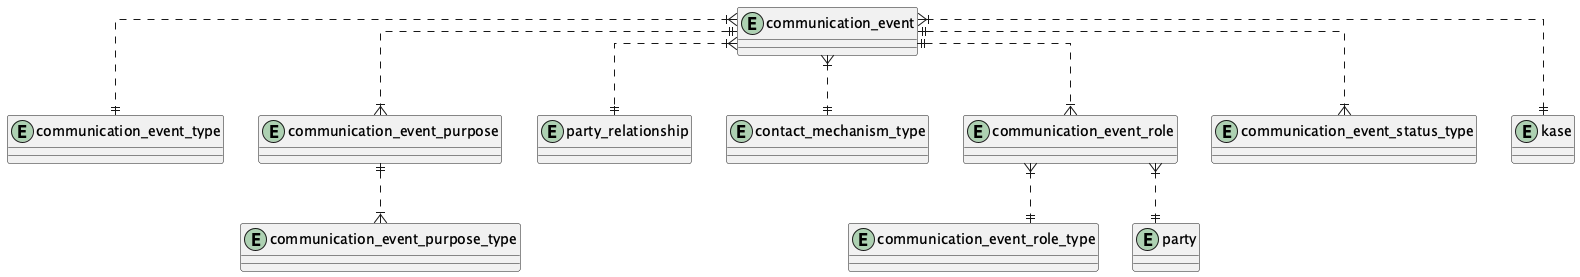 E communication_event
E communication_event_type
E communication_event_purpose
E party_relationship
E contact_mechanism_type
E communication_event_role
E communication_event_status_type
E kase
E communication_event_purpose_type
E communication_event_role_type
E party